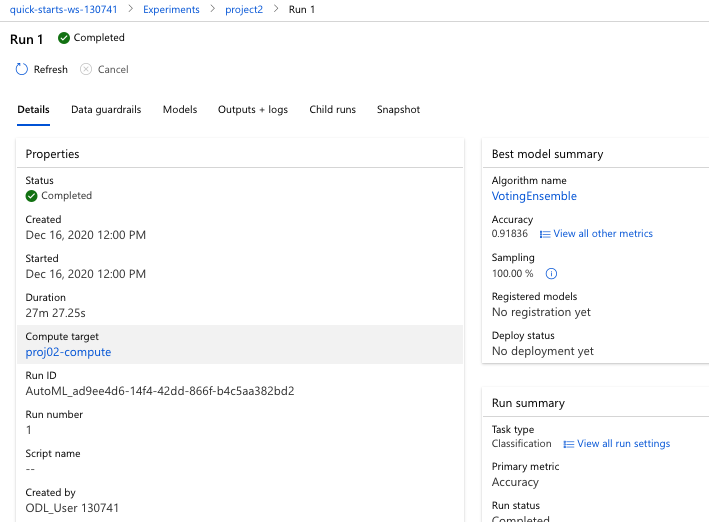 quick-starts-ws-130741 > Experiments > project2 > Run 1
Run 1 Completed
Refresh Cancel
Details Data guardrails Models Outputs + logs Child runs Snapshot
Properties
Status
Completed
Created
Dec 16, 2020 12:00 PM
Started
Dec 16, 2020 12:00 PM
Duration
27m 27.25s
Compute target
proj02-compute
Run ID
AutoML_ad9ee4d6-14f4-42dd-866f-b4c5aa382bd2
Run number
1
Script name
--
Created by
ODL_User 130741
Best model summary
Algorithm name
VotingEnsemble
Accuracy
0.91836 View all other metrics
Sampling
100.00 %
Registered models
No registration yet
Deploy status
No deployment yet
Run summary
Task type
Classification View all run settings
Primary metric
Accuracy
Run status
Completed